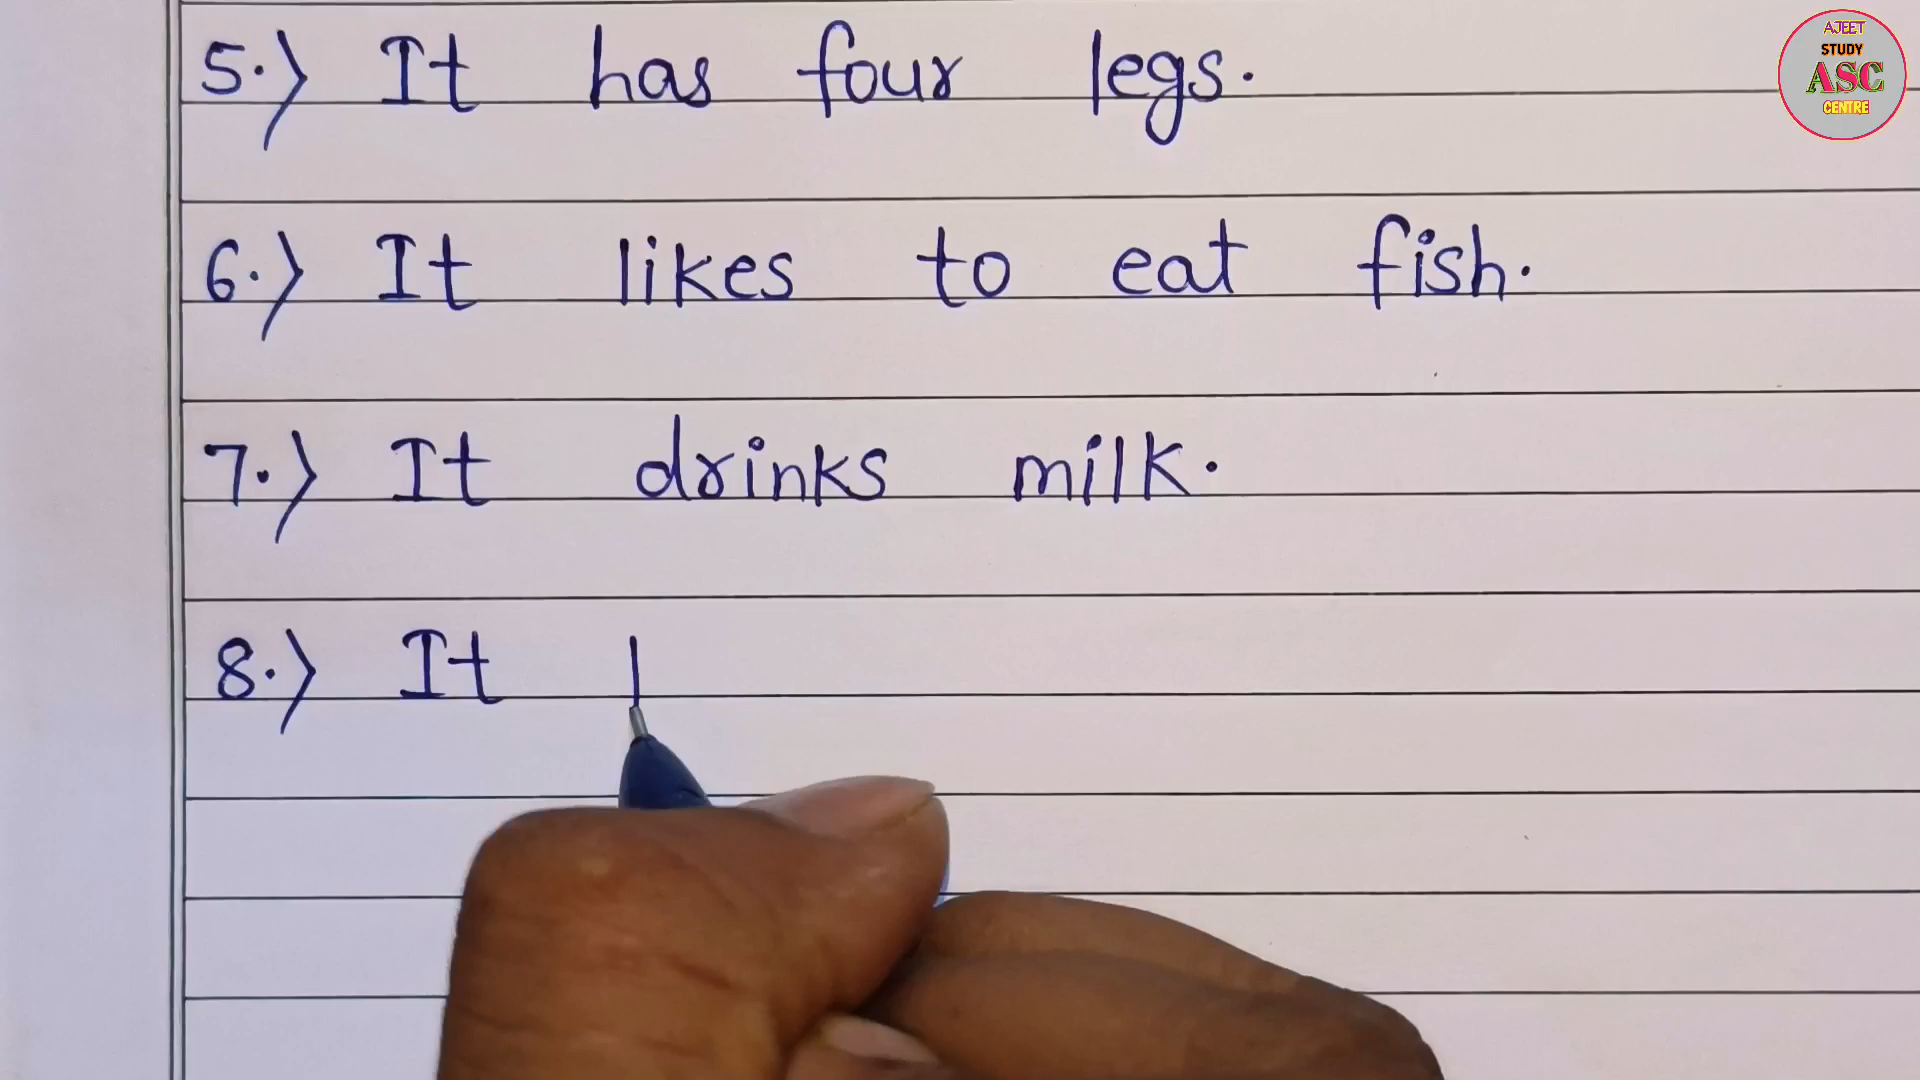 5.) It has four legs.
6.) It likes to eat fish.
7.) It drinks milk.
8.) It
AJEET
STUDY
ASC
CENTRE